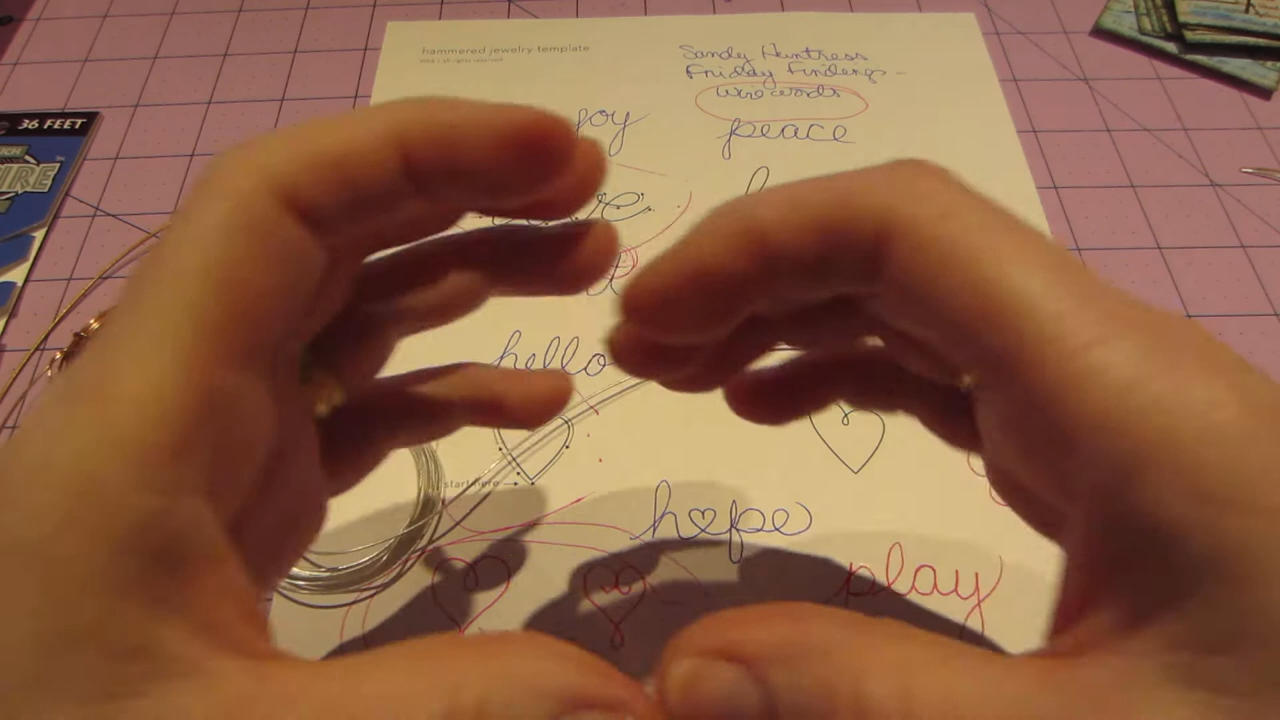 hammered jewelry template
Sandy Huntress
Friday Findings -
wire words
36 FEET
joy
peace
hello
start here
hope
play